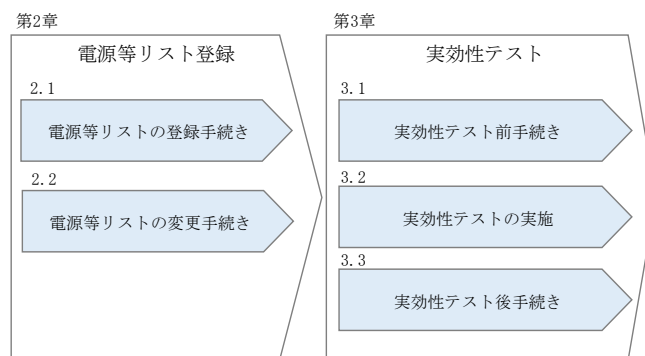 第2章
電源等リスト登録
2.1
電源等リストの登録手続き
2.2
電源等リストの変更手続き
第3章
実効性テスト
3.1
実効性テスト前手続き
3.2
実効性テストの実施
3.3
実効性テスト後手続き